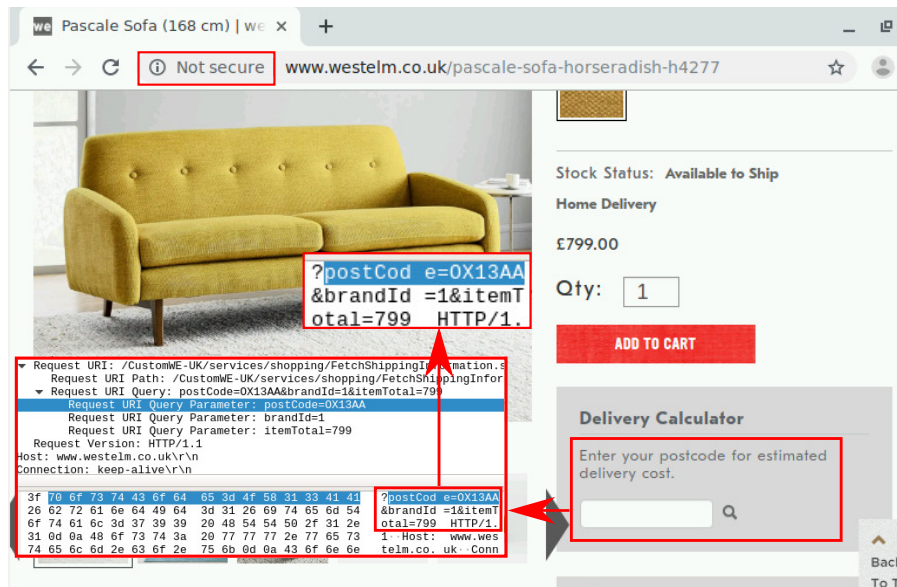 we Pascale Sofa (168 cm) | we × +
Not secure www.westelm.co.uk/pascale-sofa-horseradish-h4277
Stock Status: Available to Ship
Home Delivery
£799.00
Qty: 1
ADD TO CART
?postCod e=OX13AA
&brandId =1&itemT
otal=799 HTTP/1.
Request URI: /CustomWE-UK/services/shopping/FetchShippingInformation.s
Request URI Path: /CustomWE-UK/services/shopping/FetchShippingInfor
Request URI Query: postCode=OX13AA&brandId=1&itemTotal=799
Request URI Query Parameter: postCode=OX13AA
Request URI Query Parameter: brandId=1
Request URI Query Parameter: itemTotal=799
Request Version: HTTP/1.1
Host: www.westelm.co.uk\r\n
Connection: keep-alive\r\n
3f 70 6f 73 74 43 6f 64 65 3d 4f 58 31 33 41 41 ?postCod e=OX13AA
26 62 72 61 6e 64 49 64 3d 31 26 69 74 65 6d 54 &brandId =1&itemT
6f 74 61 6c 3d 37 39 39 20 48 54 54 50 2f 31 2e otal=799 HTTP/1.
31 0d 0a 48 6f 73 74 3a 20 77 77 77 2e 77 65 73 1··Host: www.wes
74 65 6c 6d 2e 63 6f 2e 75 6b 0d 0a 43 6f 6e 6e telm.co. uk··Conn
Delivery Calculator
Enter your postcode for estimated
delivery cost.
Back
To T